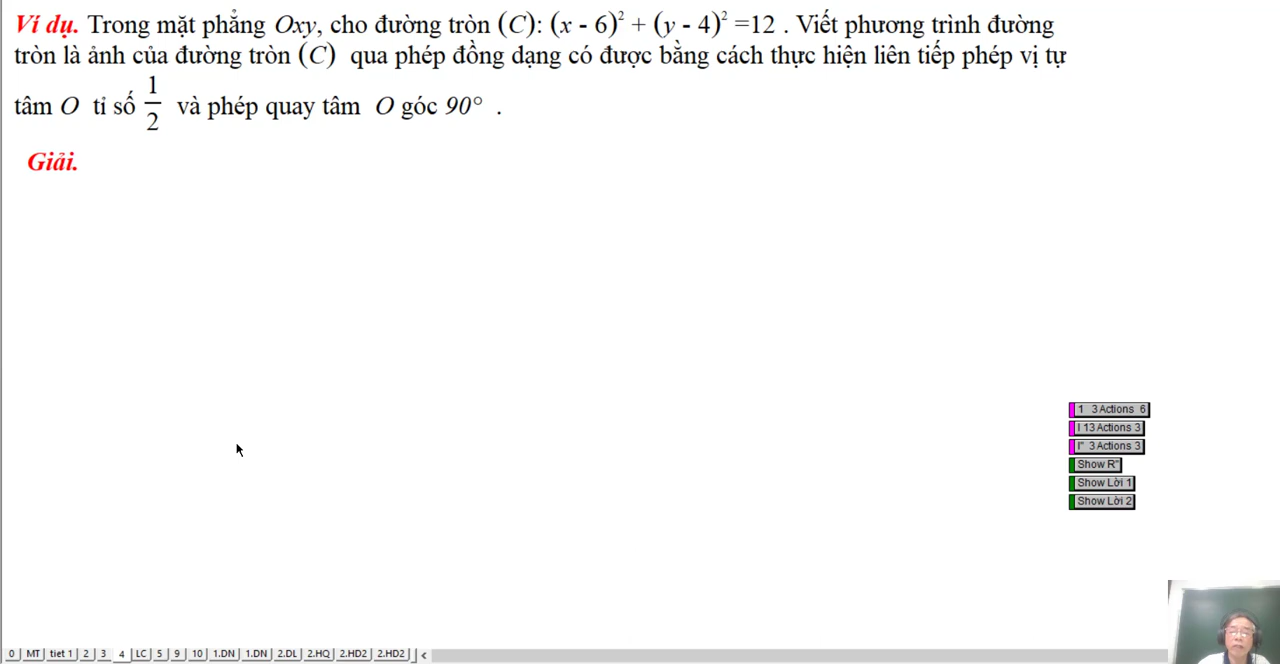 Ví dụ. Trong mặt phẳng Oxy, cho đường tròn (C): (x - 6)² + (y - 4)² =12 . Viết phương trình đường
tròn là ảnh của đường tròn (C) qua phép đồng dạng có được bằng cách thực hiện liên tiếp phép vị tự
tâm O tỉ số 1/2 và phép quay tâm O góc 90° .
Giải.
1 3 Actions 6
I 13 Actions 3
I" 3 Actions 3
Show R"
Show Lời 1
Show Lời 2
0 MT tiet 1 2 3 4 LC 5 9 10 1.DN 1.DN 2.DL 2.HQ 2.HD2 2.HD2